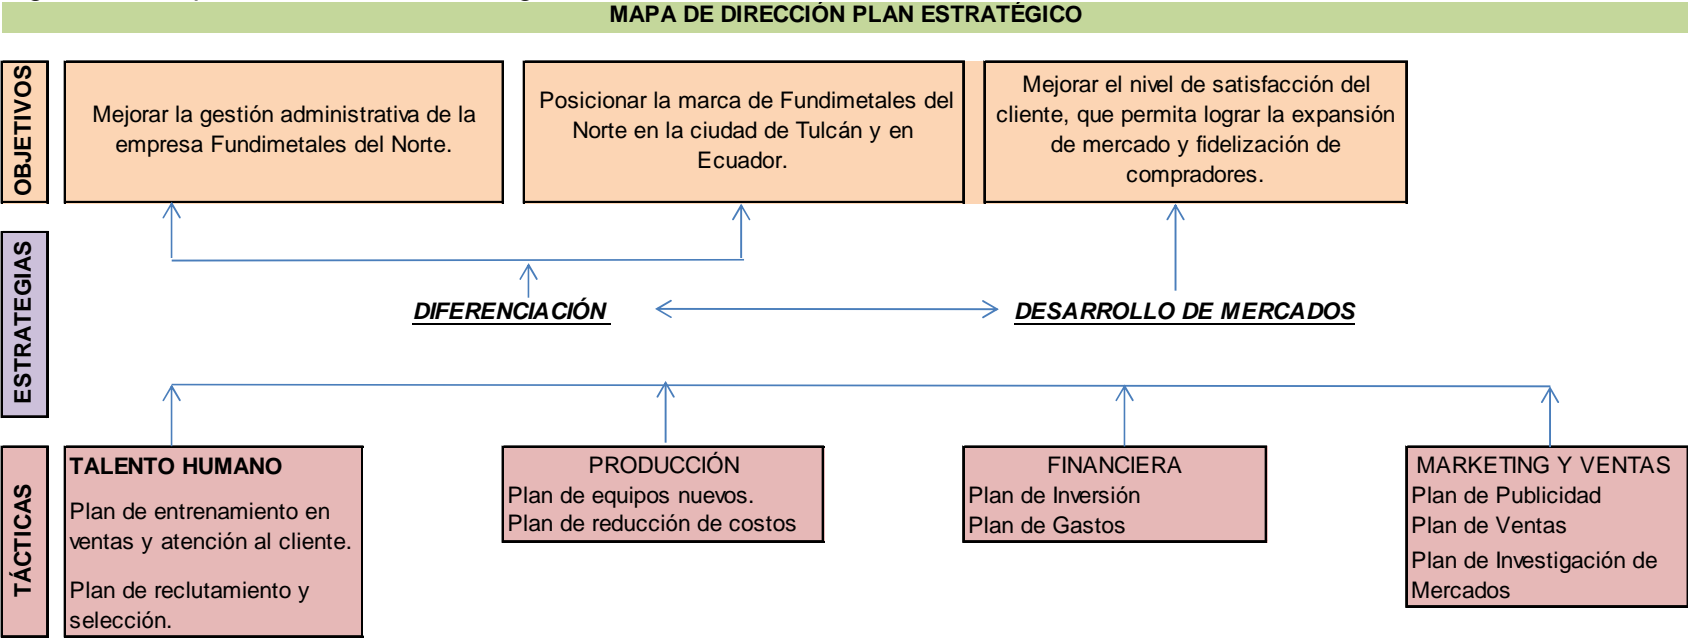 MAPA DE DIRECCIÓN PLAN ESTRATÉGICO
OBJETIVOS
Mejorar la gestión administrativa de la
empresa Fundimetales del Norte.
Posicionar la marca de Fundimetales del
Norte en la ciudad de Tulcán y en
Ecuador.
Mejorar el nivel de satisfacción del
cliente, que permita lograr la expansión
de mercado y fidelización de
compradores.
ESTRATEGIAS
DIFERENCIACIÓN
DESARROLLO DE MERCADOS
TÁCTICAS
TALENTO HUMANO
Plan de entrenamiento en
ventas y atención al cliente.
Plan de reclutamiento y
selección.
PRODUCCIÓN
Plan de equipos nuevos.
Plan de reducción de costos
FINANCIERA
Plan de Inversión
Plan de Gastos
MARKETING Y VENTAS
Plan de Publicidad
Plan de Ventas
Plan de Investigación de
Mercados